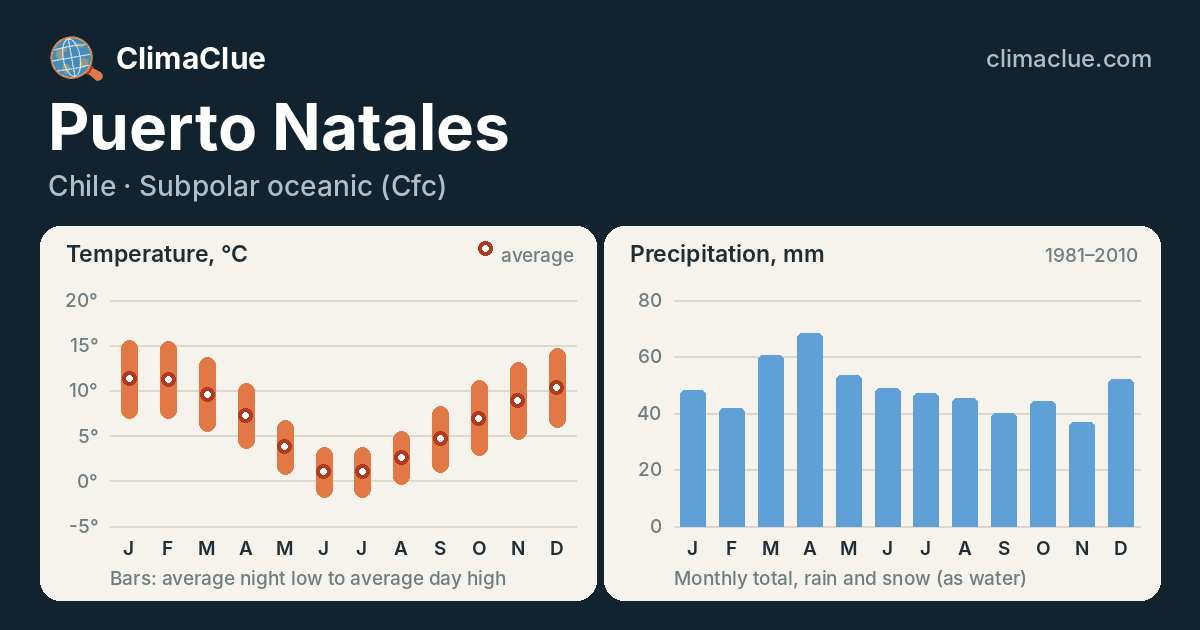 ClimaClue
climaclue.com
Puerto Natales
Chile · Subpolar oceanic (Cfc)
Temperature, °C
average
20°
15°
10°
5°
0°
-5°
J F M A M J J A S O N D
Bars: average night low to average day high
Precipitation, mm
1981–2010
80
60
40
20
0
J F M A M J J A S O N D
Monthly total, rain and snow (as water)